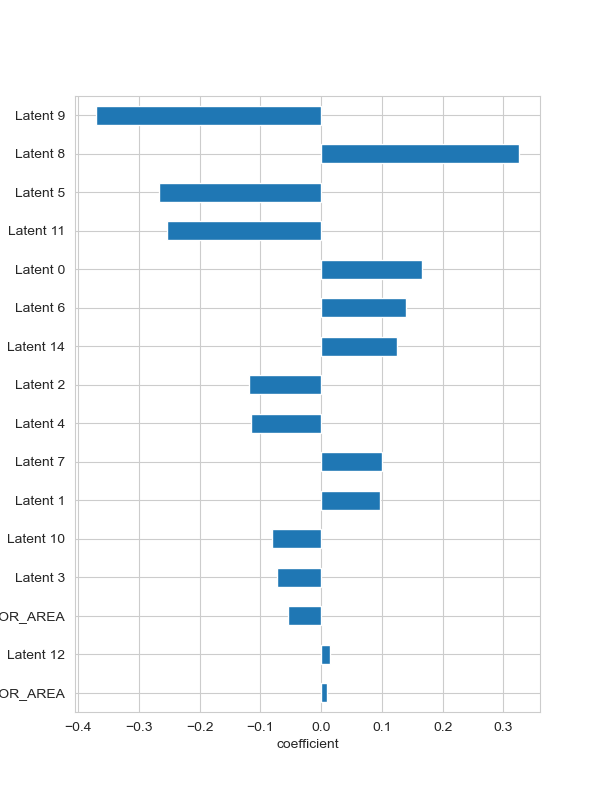 Latent 9
Latent 8
Latent 5
Latent 11
Latent 0
Latent 6
Latent 14
Latent 2
Latent 4
Latent 7
Latent 1
Latent 10
Latent 3
OR_AREA
Latent 12
OR_AREA
−0.4 −0.3 −0.2 −0.1 0.0 0.1 0.2 0.3
coefficient